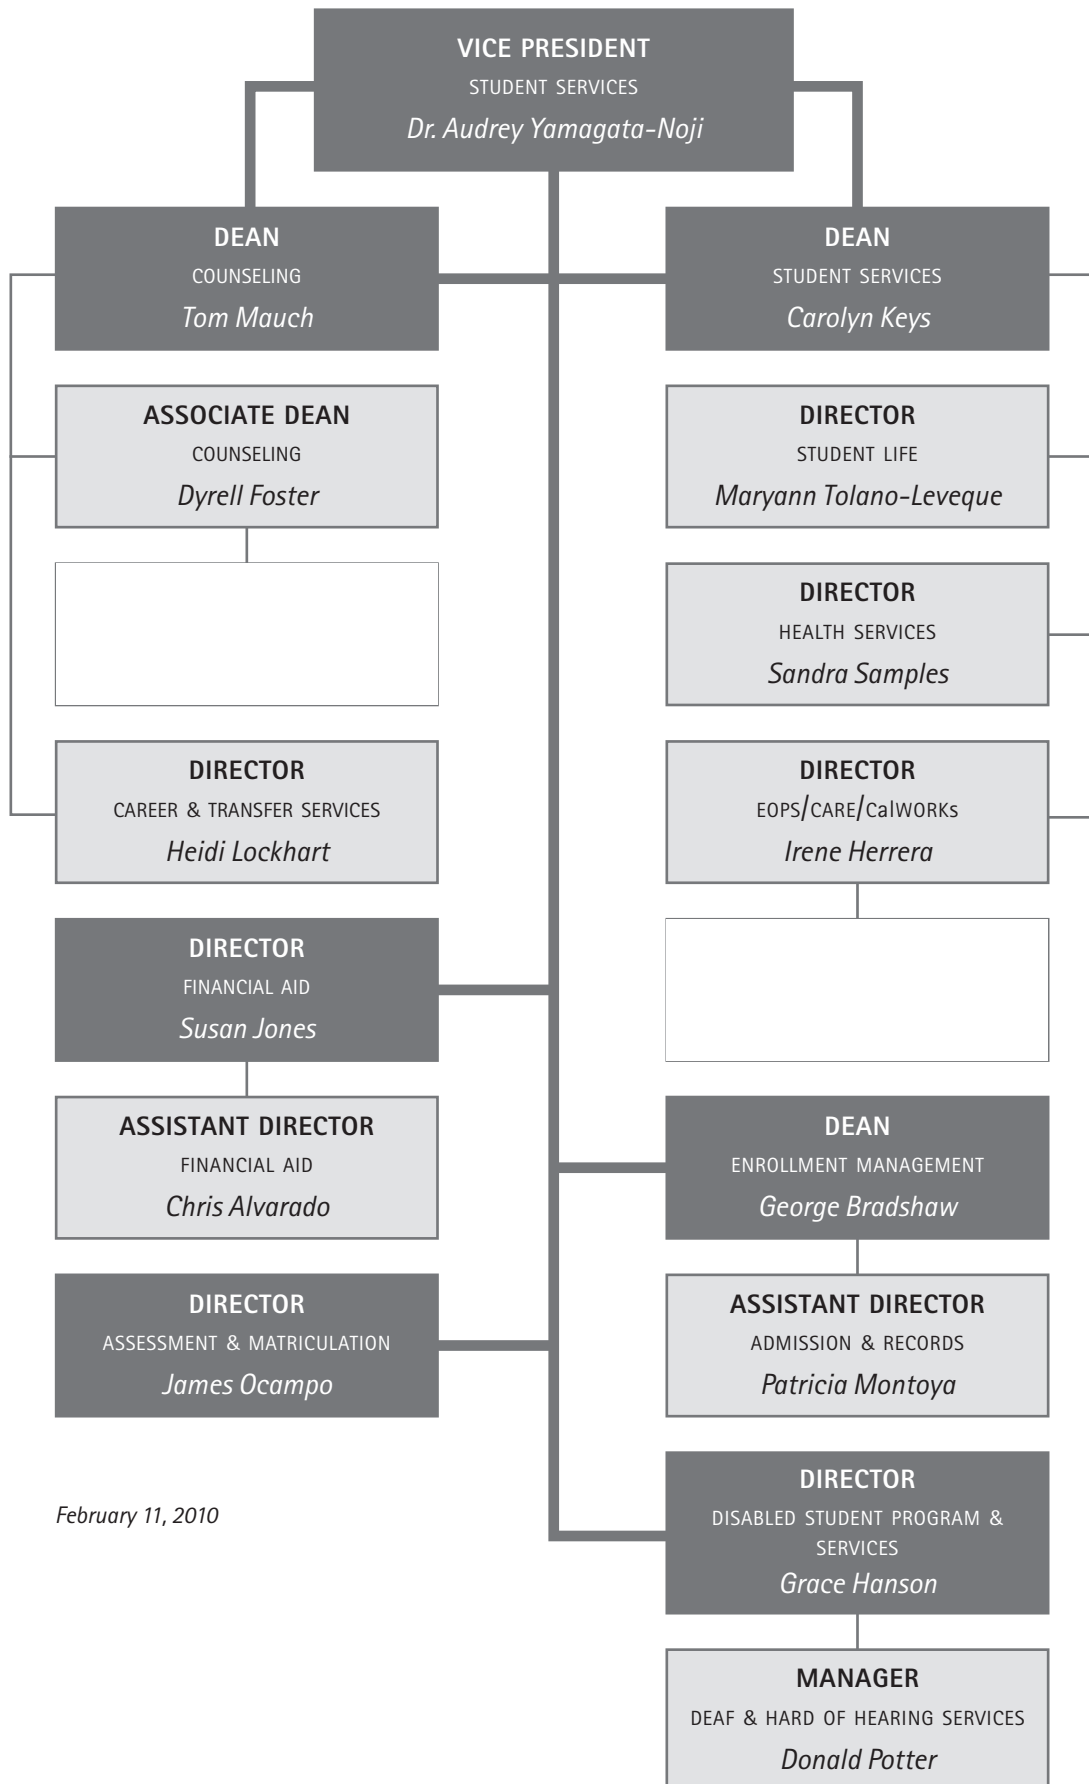 VICE PRESIDENT
STUDENT SERVICES
Dr. Audrey Yamagata-Noji
DEAN
COUNSELING
Tom Mauch
DEAN
STUDENT SERVICES
Carolyn Keys
ASSOCIATE DEAN
COUNSELING
Dyrell Foster
DIRECTOR
STUDENT LIFE
Maryann Tolano-Leveque
DIRECTOR
HEALTH SERVICES
Sandra Samples
DIRECTOR
CAREER & TRANSFER SERVICES
Heidi Lockhart
DIRECTOR
EOPS/CARE/CalWORKs
Irene Herrera
DIRECTOR
FINANCIAL AID
Susan Jones
ASSISTANT DIRECTOR
FINANCIAL AID
Chris Alvarado
DEAN
ENROLLMENT MANAGEMENT
George Bradshaw
DIRECTOR
ASSESSMENT & MATRICULATION
James Ocampo
ASSISTANT DIRECTOR
ADMISSION & RECORDS
Patricia Montoya
DIRECTOR
DISABLED STUDENT PROGRAM &
SERVICES
Grace Hanson
February 11, 2010
MANAGER
DEAF & HARD OF HEARING SERVICES
Donald Potter